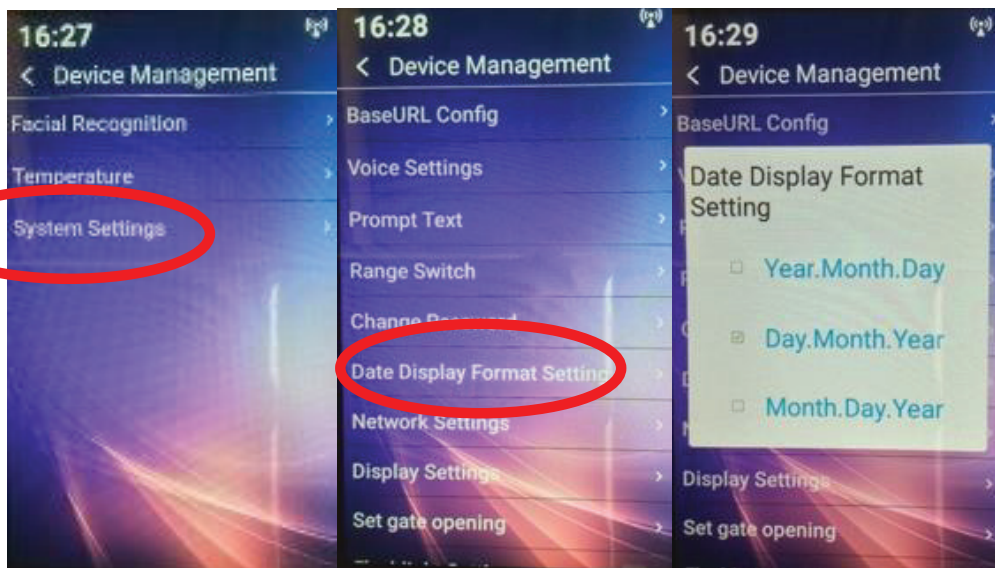 16:27
< Device Management
Facial Recognition
Temperature
System Settings
16:28
< Device Management
BaseURL Config
Voice Settings
Prompt Text
Range Switch
Change Password
Date Display Format Setting
Network Settings
Display Settings
Set gate opening
16:29
< Device Management
BaseURL Config
Date Display Format
Setting
Year.Month.Day
Day.Month.Year
Month.Day.Year
Display Settings
Set gate opening